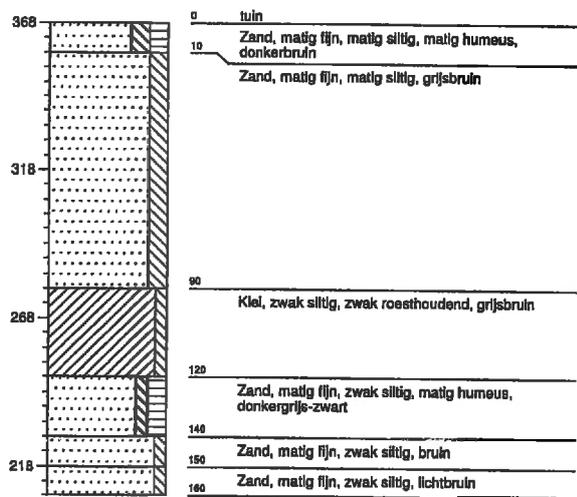 368
0 tuin
Zand, matig fijn, matig siltig, matig humeus,
donkerbruin
10
Zand, matig fijn, matig siltig, grijsbruin
318
90
Klei, zwak siltig, zwak roesthoudend, grijsbruin
268
120
Zand, matig fijn, zwak siltig, matig humeus,
donkergrijs-zwart
140
Zand, matig fijn, zwak siltig, bruin
218
150
Zand, matig fijn, zwak siltig, lichtbruin
160